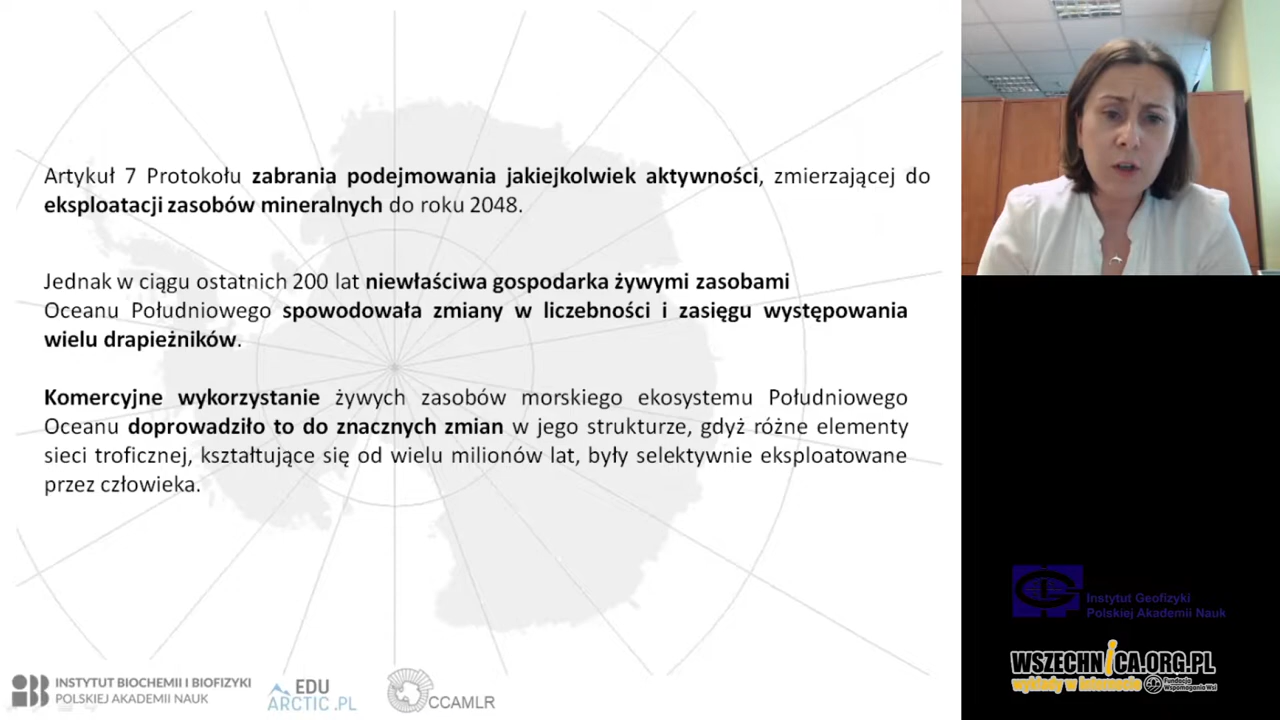 Artykuł 7 Protokołu zabrania podejmowania jakiejkolwiek aktywności, zmierzającej do
eksploatacji zasobów mineralnych do roku 2048.
Jednak w ciągu ostatnich 200 lat niewłaściwa gospodarka żywymi zasobami
Oceanu Południowego spowodowała zmiany w liczebności i zasięgu występowania
wielu drapieżników.
Komercyjne wykorzystanie żywych zasobów morskiego ekosystemu Południowego
Oceanu doprowadziło to do znacznych zmian w jego strukturze, gdyż różne elementy
sieci troficznej, kształtujące się od wielu milionów lat, były selektywnie eksploatowane
przez człowieka.
INSTYTUT BIOCHEMII I BIOFIZYKI
POLSKIEJ AKADEMII NAUK
EDU
ARCTIC.PL
CCAMLR
Instytut Geofizyki
Polskiej Akademii Nauk
WSZECHNICA.ORG.PL
wykłady w internecie
Fundacja
Wspomagania Wsi